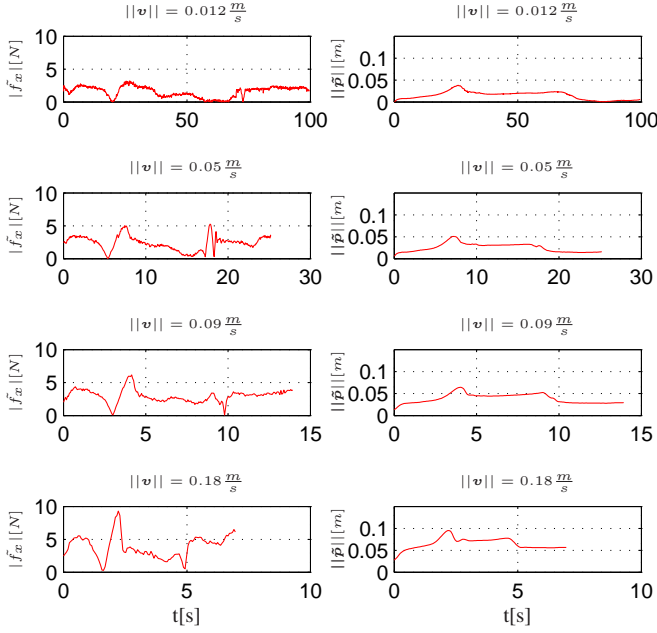 ||v|| = 0.012 m/s
||v|| = 0.012 m/s
|f̃x|[N]
10
5
0
0 50 100
||p̃||[m]
0.1
0.05
0
0 50 100
||v|| = 0.05 m/s
||v|| = 0.05 m/s
|f̃x|[N]
10
5
0
0 10 20 30
||p̃||[m]
0.1
0.05
0
0 10 20 30
||v|| = 0.09 m/s
||v|| = 0.09 m/s
|f̃x|[N]
10
5
0
0 5 10 15
||p̃||[m]
0.1
0.05
0
0 5 10 15
||v|| = 0.18 m/s
||v|| = 0.18 m/s
|f̃x|[N]
10
5
0
0 5 10
t[s]
||p̃||[m]
0.1
0.05
0
0 5 10
t[s]